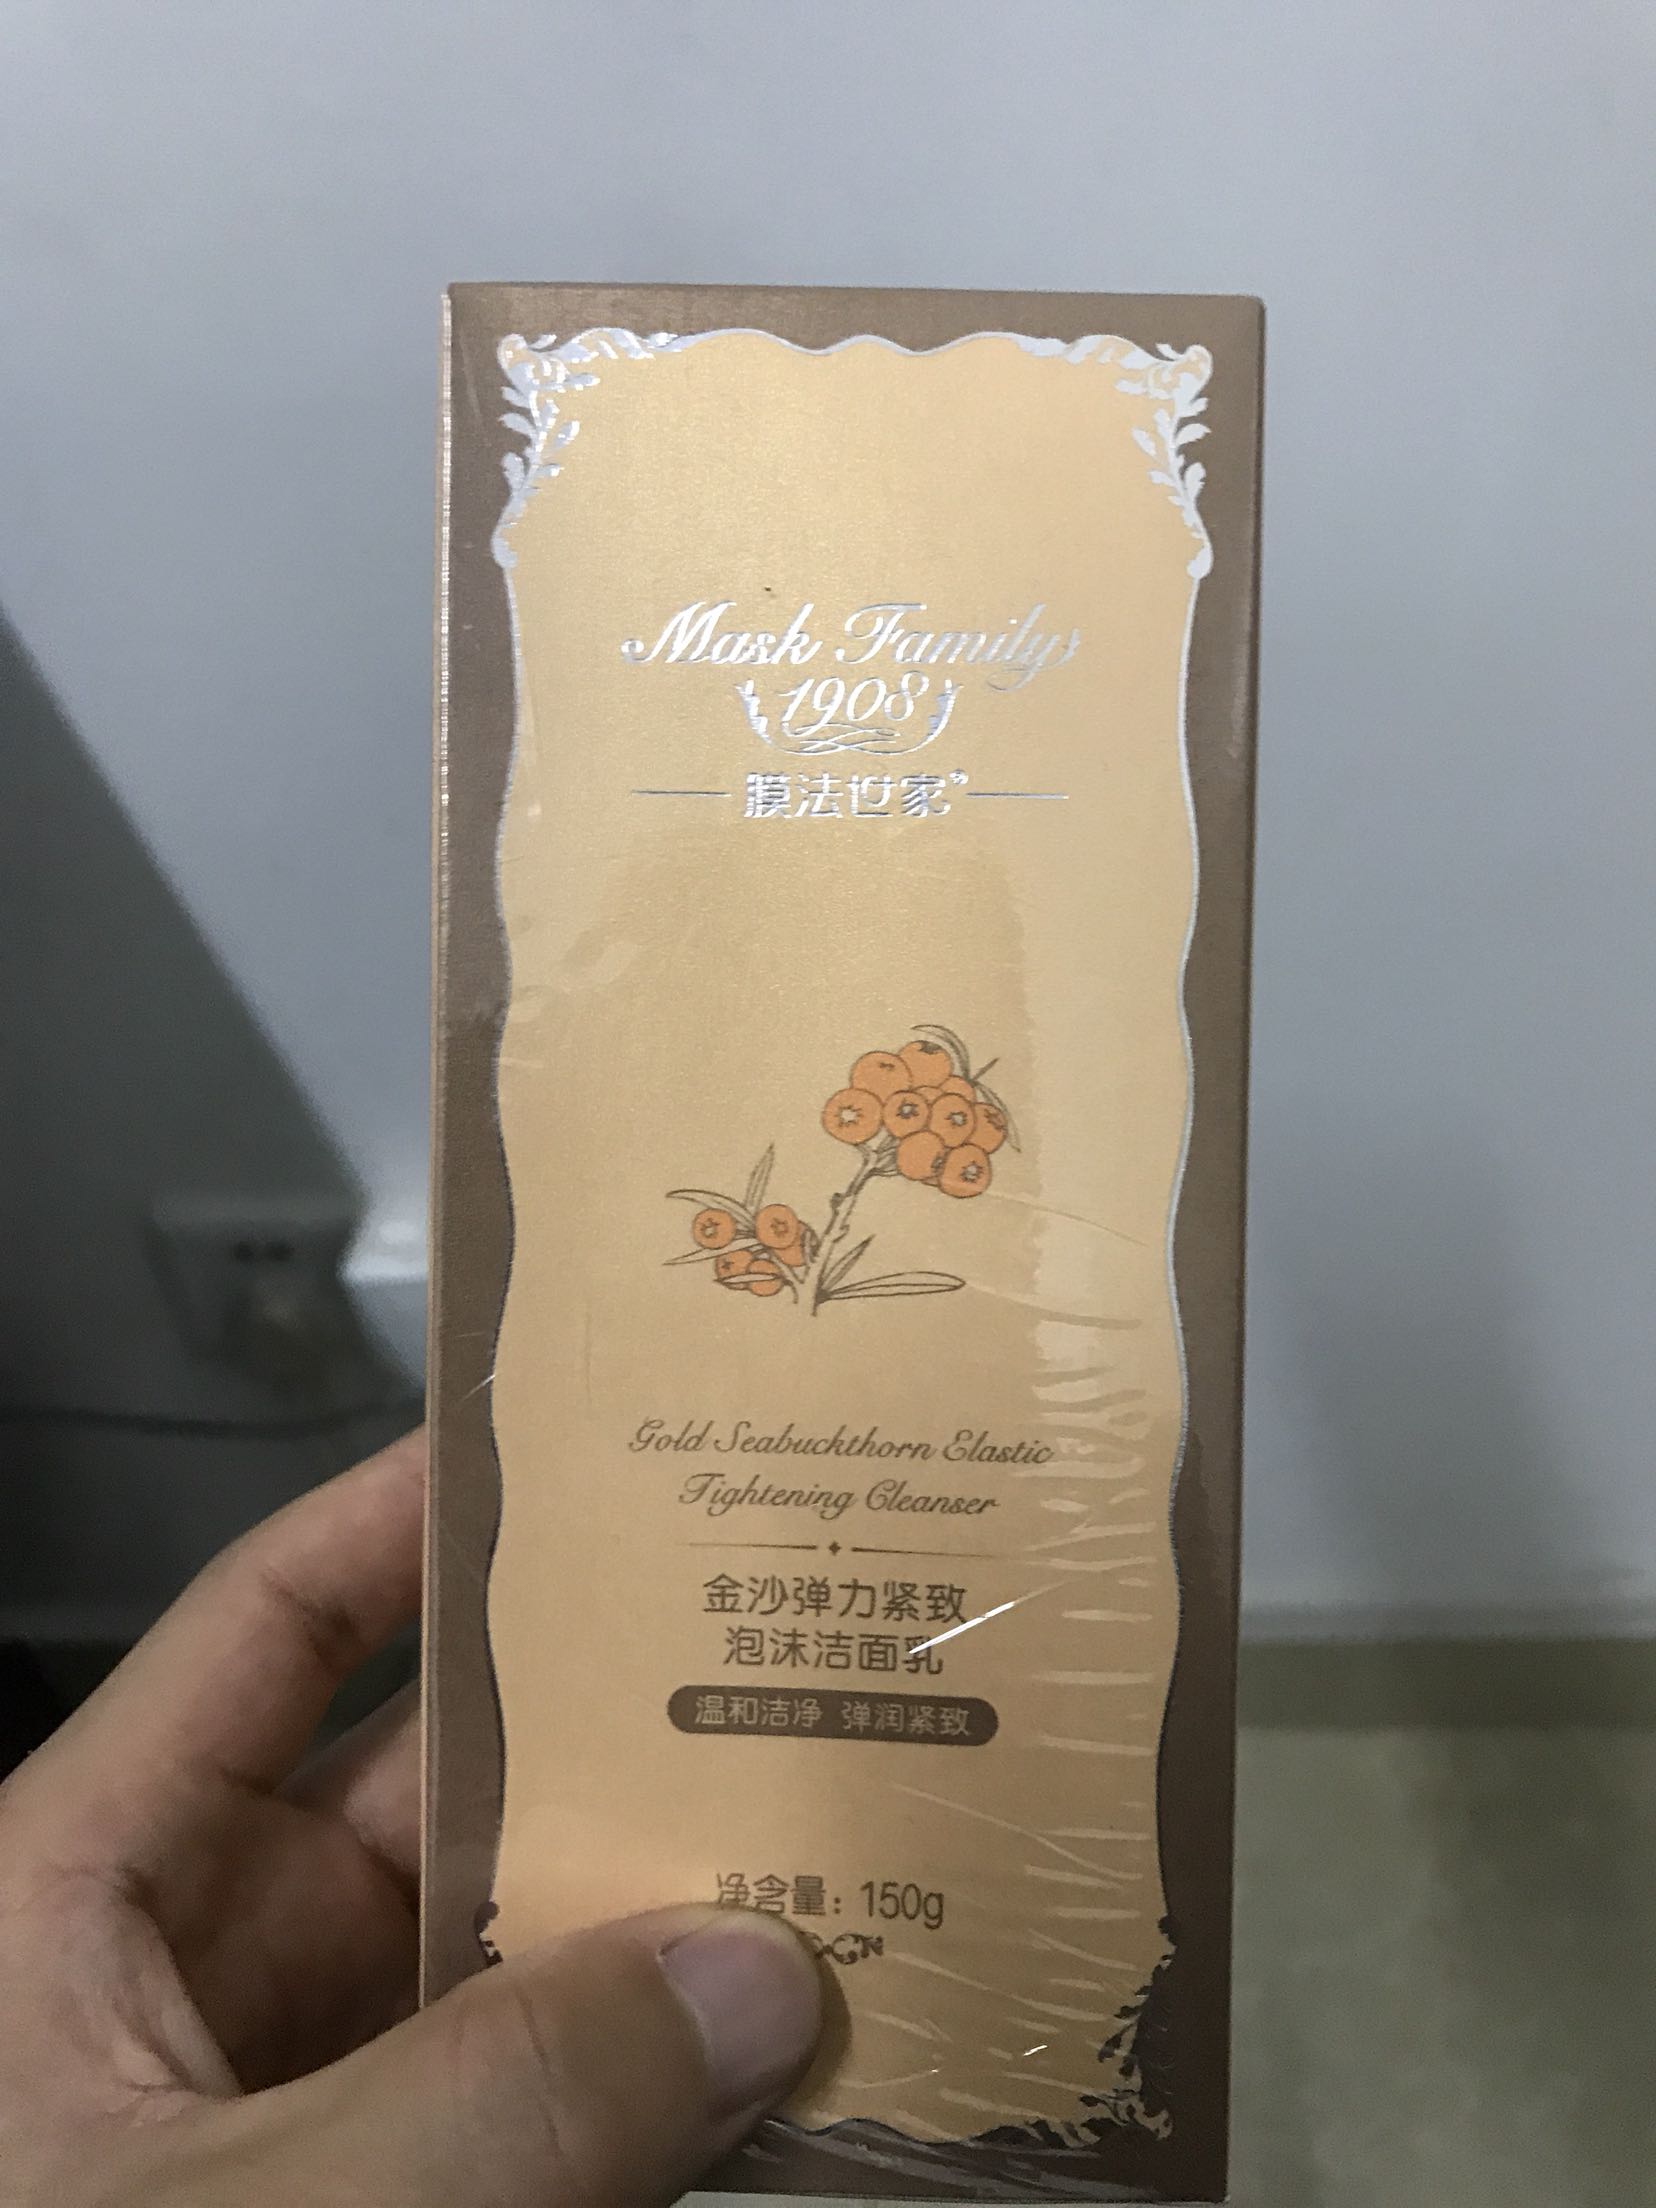 Mask Family
1908
膜法世家®
Gold Seabuckthorn Elastic
Tightening Cleanser
金沙弹力紧致
泡沫洁面乳
温和洁净 弹润紧致
净含量：150g